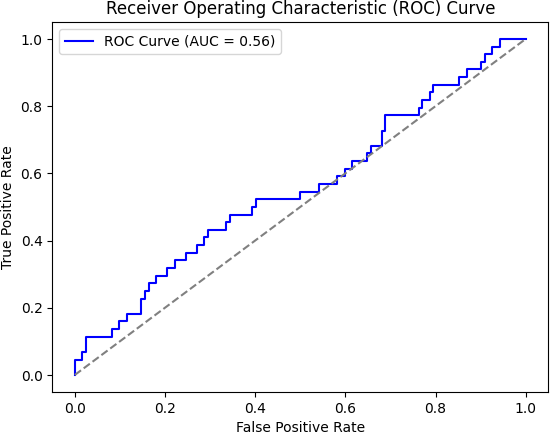 Receiver Operating Characteristic (ROC) Curve
ROC Curve (AUC = 0.56)
1.0
0.8
0.6
0.4
0.2
0.0
True Positive Rate
0.0 0.2 0.4 0.6 0.8 1.0
False Positive Rate